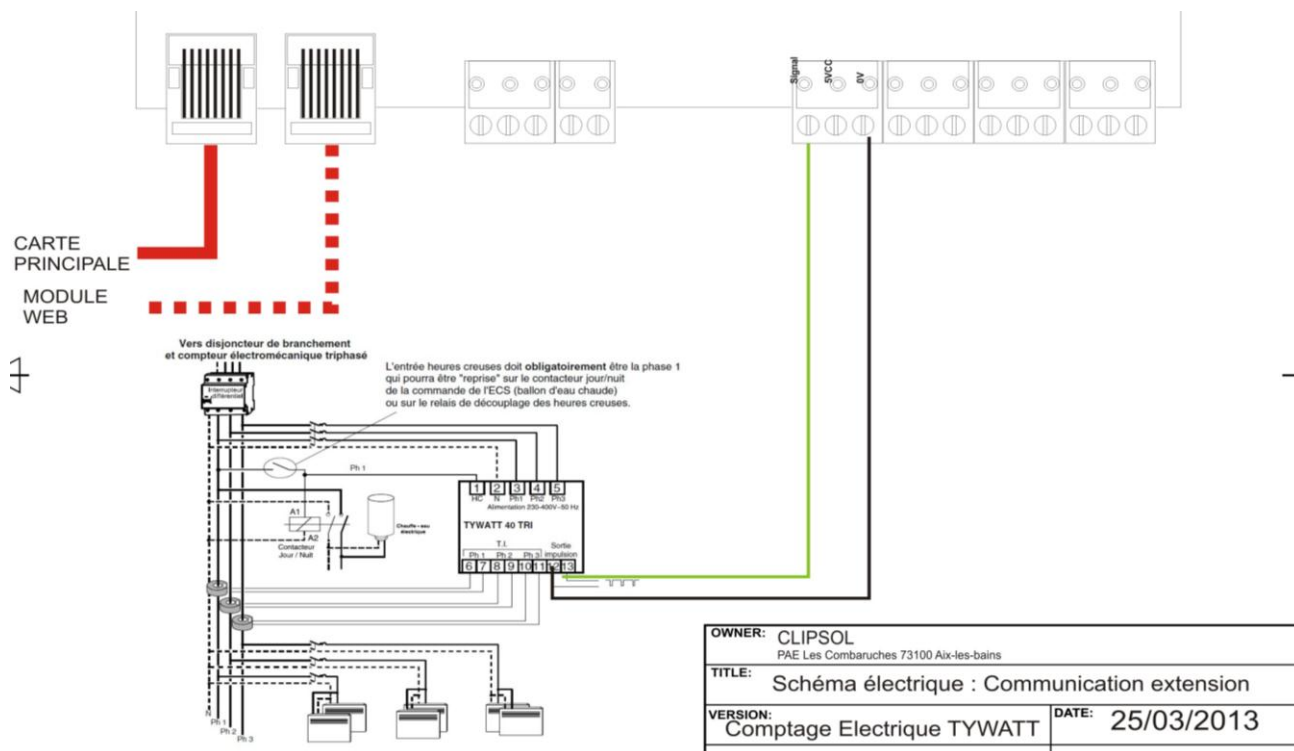 Signal
5VCC
0V
CARTE
PRINCIPALE
MODULE
WEB
Vers disjoncteur de branchement
et compteur électromécanique triphasé
L'entrée heures creuses doit obligatoirement être la phase 1
qui pourra être "reprise" sur le contacteur jour/nuit
de la commande de l'ECS (ballon d'eau chaude)
ou sur le relais de découplage des heures creuses.
Interrupteur
différentiel
Ph 1
1 2 3 4 5
HC N Ph1 Ph2 Ph3
Alimentation 230-400V~50 Hz
TYWATT 40 TRI
A1
A2
Contacteur
Jour / Nuit
Chauffe-eau
électrique
T.I.
Sortie
impulsion
Ph 1 Ph 2 Ph 3
6 7 8 9 10 11 12 13
N
Ph 1
Ph 2
Ph 3
OWNER: CLIPSOL
PAE Les Combaruches 73100 Aix-les-bains
TITLE: Schéma électrique : Communication extension
VERSION: Comptage Electrique TYWATT
DATE: 25/03/2013